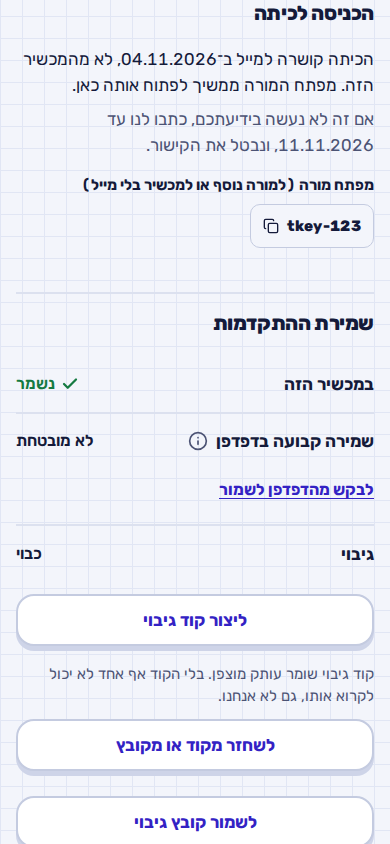 הכניסה לכיתה
הכיתה קושרה למייל ב־04.11.2026, לא מהמכשיר
הזה. מפתח המורה ממשיך לפתוח אותה כאן.
אם זה לא נעשה בידיעתכם, כתבו לנו עד
11.11.2026, ונבטל את הקישור.
מפתח מורה (למורה נוסף או למכשיר בלי מייל)
tkey-123
שמירת ההתקדמות
במכשיר הזה
נשמר
שמירה קבועה בדפדפן
לא מובטחת
לבקש מהדפדפן לשמור
גיבוי
כבוי
ליצור קוד גיבוי
קוד גיבוי שומר עותק מוצפן. בלי הקוד אף אחד לא יכול
לקרוא אותו, גם לא אנחנו.
לשחזר מקוד או מקובץ
לשמור קובץ גיבוי